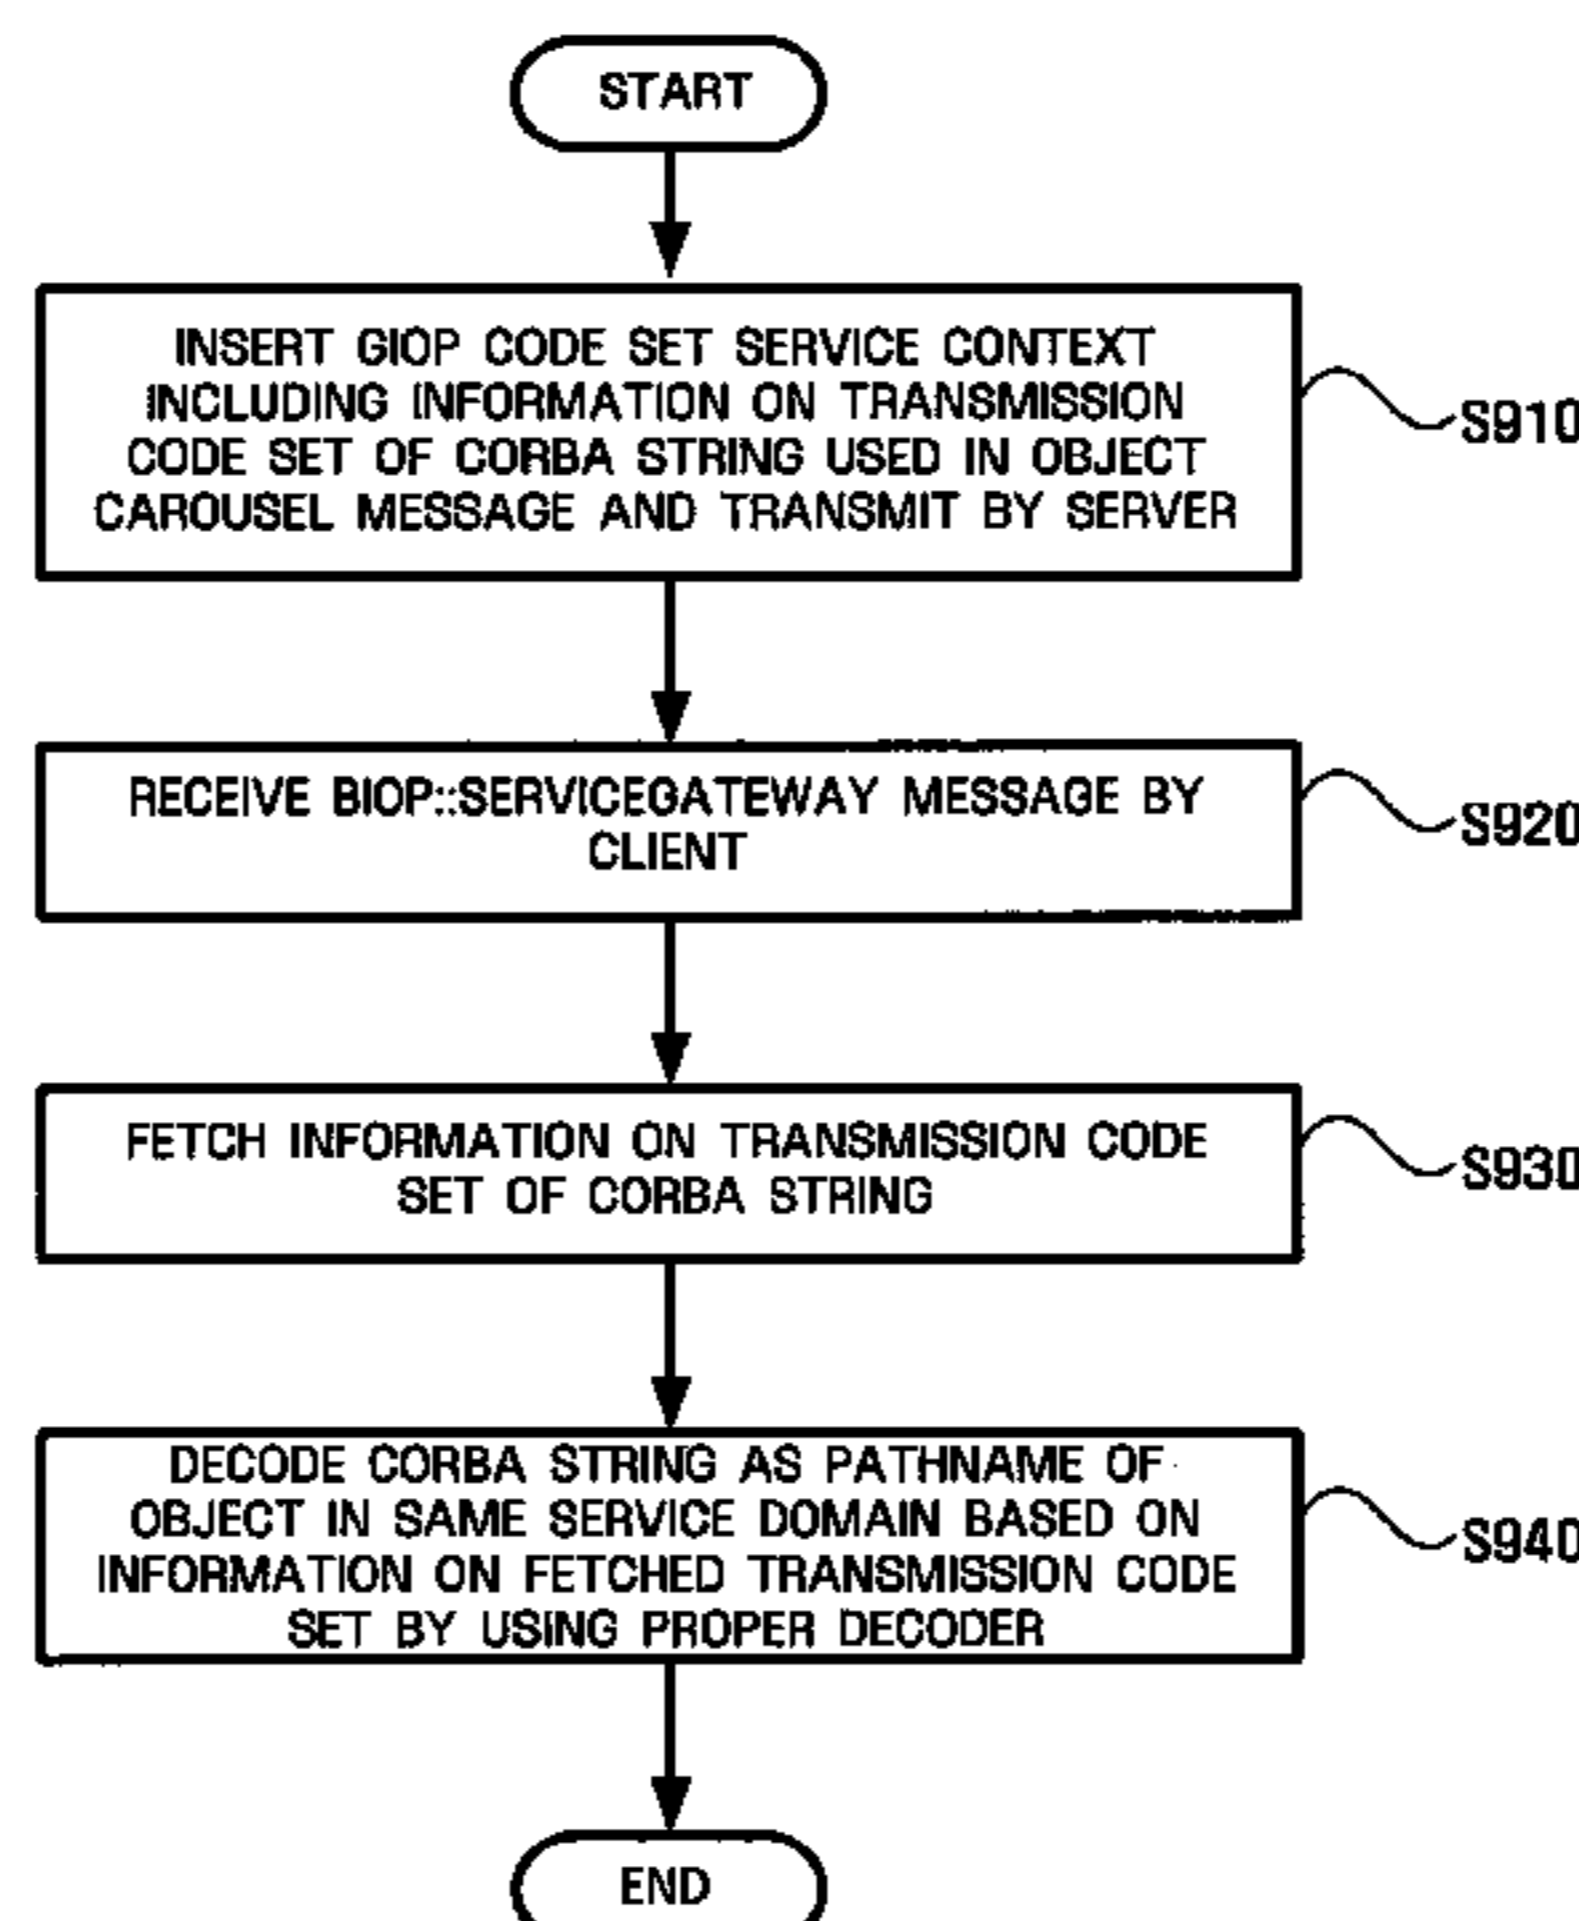 START
INSERT GIOP CODE SET SERVICE CONTEXT
INCLUDING INFORMATION ON TRANSMISSION
CODE SET OF CORBA STRING USED IN OBJECT
CAROUSEL MESSAGE AND TRANSMIT BY SERVER
S910
RECEIVE BIOP::SERVICEGATEWAY MESSAGE BY
CLIENT
S920
FETCH INFORMATION ON TRANSMISSION CODE
SET OF CORBA STRING
S930
DECODE CORBA STRING AS PATHNAME OF
OBJECT IN SAME SERVICE DOMAIN BASED ON
INFORMATION ON FETCHED TRANSMISSION CODE
SET BY USING PROPER DECODER
S940
END